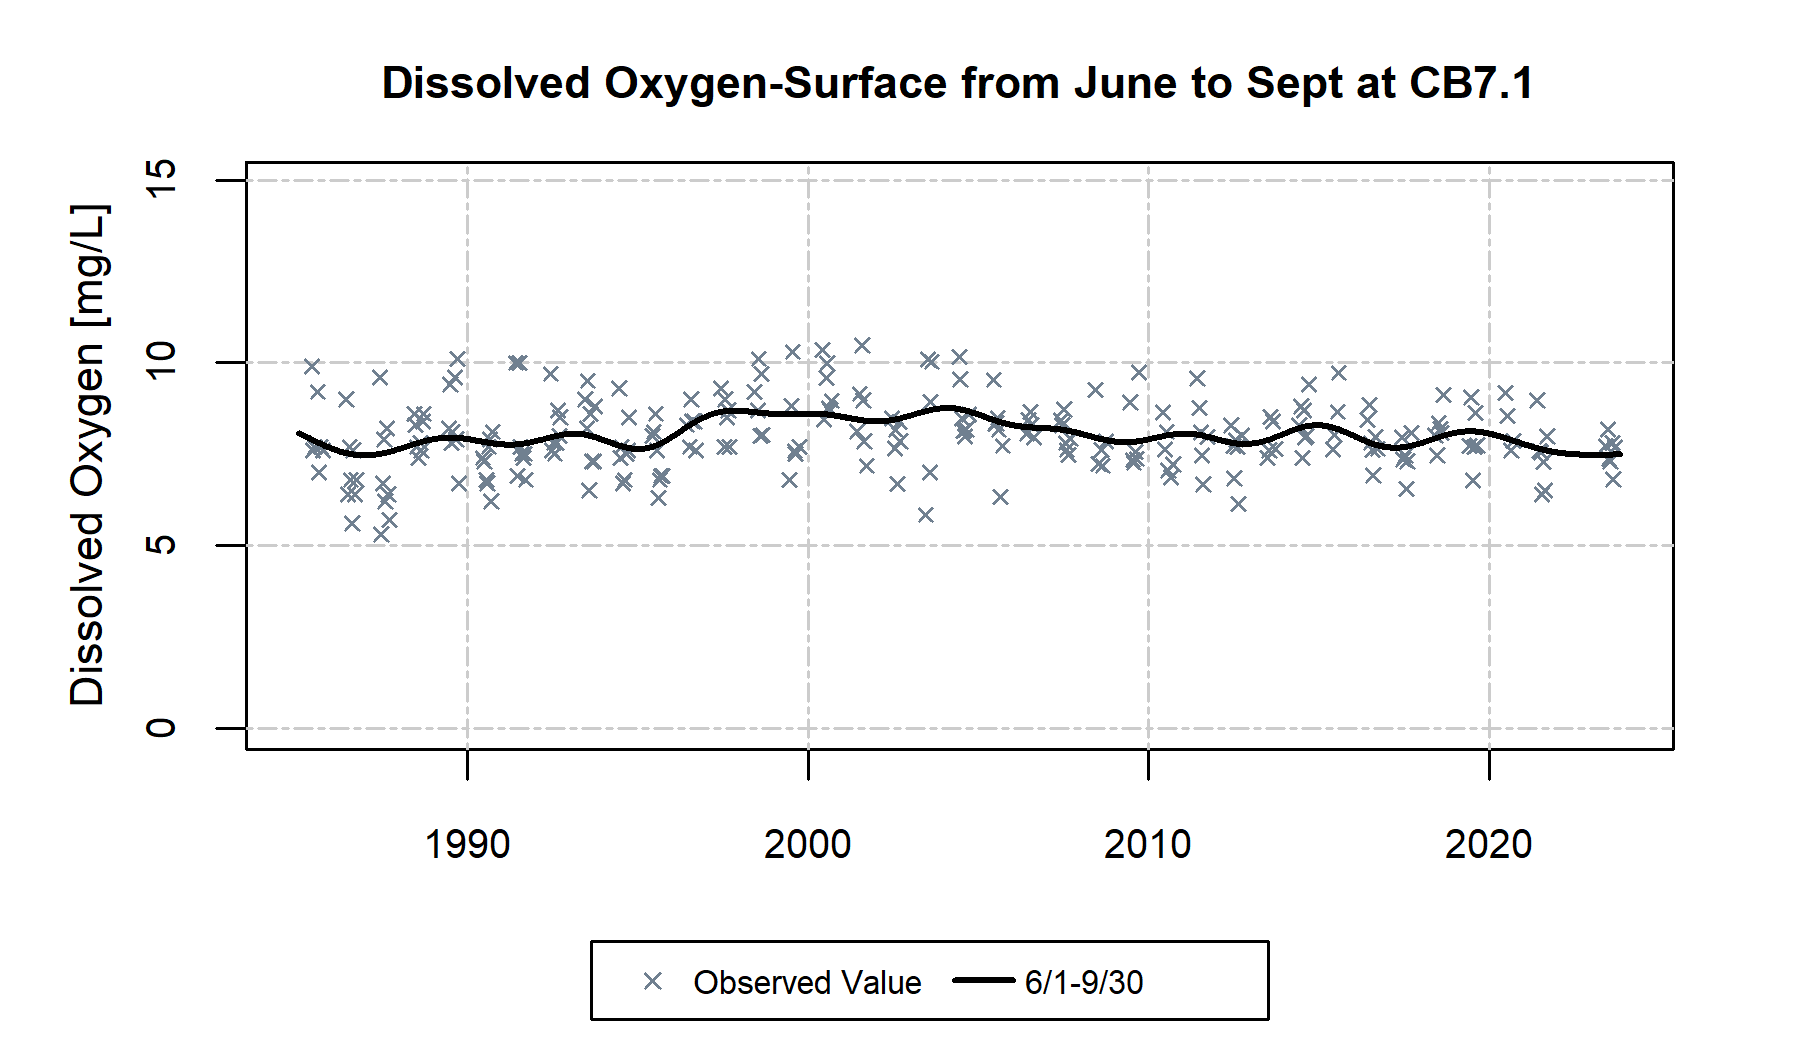 Dissolved Oxygen-Surface from June to Sept at CB7.1
Dissolved Oxygen [mg/L]
15
10
5
0
1990 2000 2010 2020
Observed Value 6/1-9/30